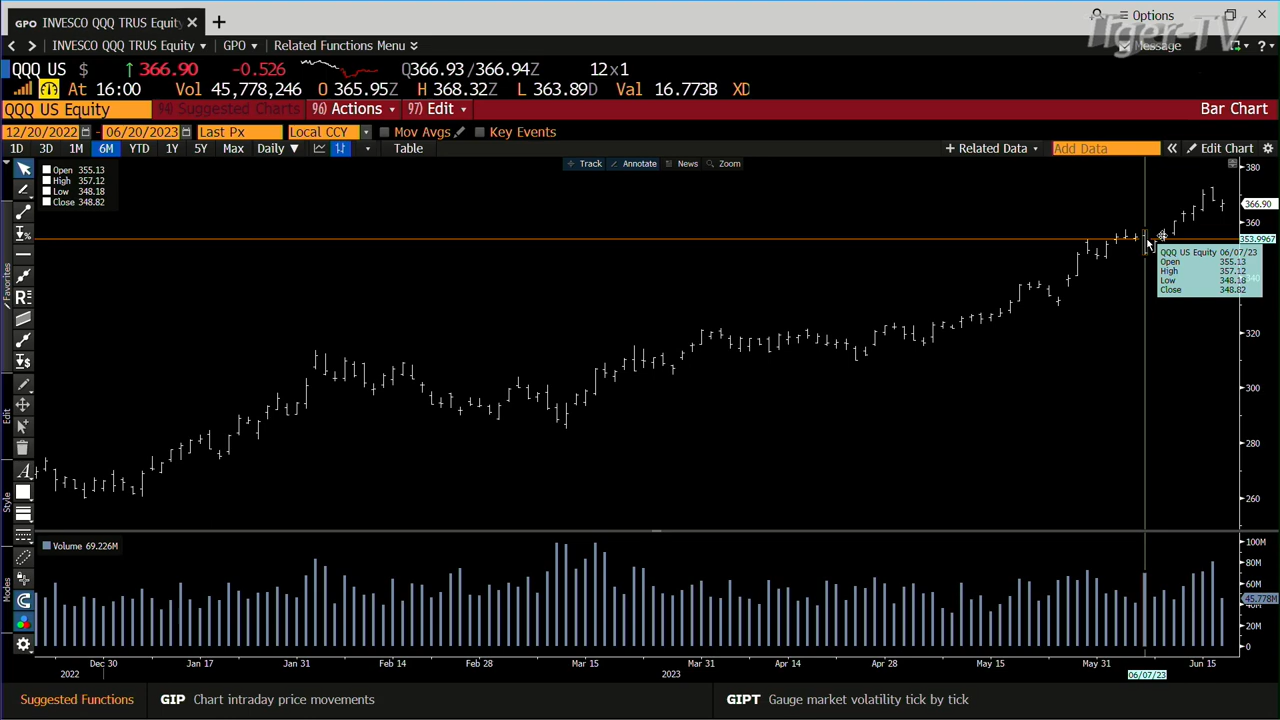 GPO INVESCO QQQ TRUS Equity × +
Options
Tiger-TV
INVESCO QQQ TRUS Equity GPO Related Functions Menu
Message
QQQ US $ ↑366.90 -0.526 Q366.93/366.94Z 12x1
At 16:00 Vol 45,778,246 O 365.95Z H 368.32Z L 363.89D Val 16.773B XD
QQQ US Equity 94) Suggested Charts 96) Actions 97) Edit Bar Chart
12/20/2022 - 06/20/2023 Last Px Local CCY Mov Avgs Key Events
1D 3D 1M 6M YTD 1Y 5Y Max Daily ▼ Table + Related Data Add Data « Edit Chart
Track Annotate News Zoom
Open 355.13
High 357.12
Low 348.18
Close 348.82
380
366.90
360
353.9967
QQQ US Equity 06/07/23
Open 355.13
High 357.12
Low 348.18
Close 348.82
340
320
300
280
260
Favorites
Edit
Style
Modes
Volume 69.226M
100M
80M
60M
45.778M
40M
20M
0
Dec 30 Jan 17 Jan 31 Feb 14 Feb 28 Mar 15 Mar 31 Apr 14 Apr 28 May 15 May 31 Jun 15
2022 2023 06/07/23
Suggested Functions GIP Chart intraday price movements GIPT Gauge market volatility tick by tick